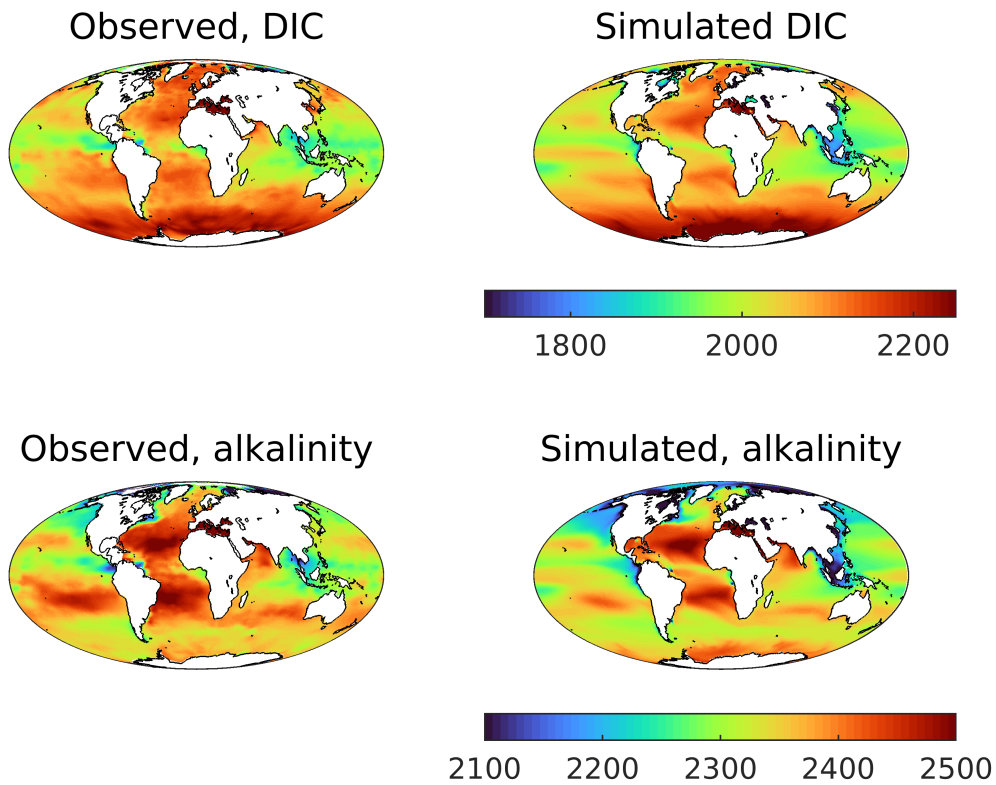 Observed, DIC
Simulated DIC
1800 2000 2200
Observed, alkalinity
Simulated, alkalinity
2100 2200 2300 2400 2500